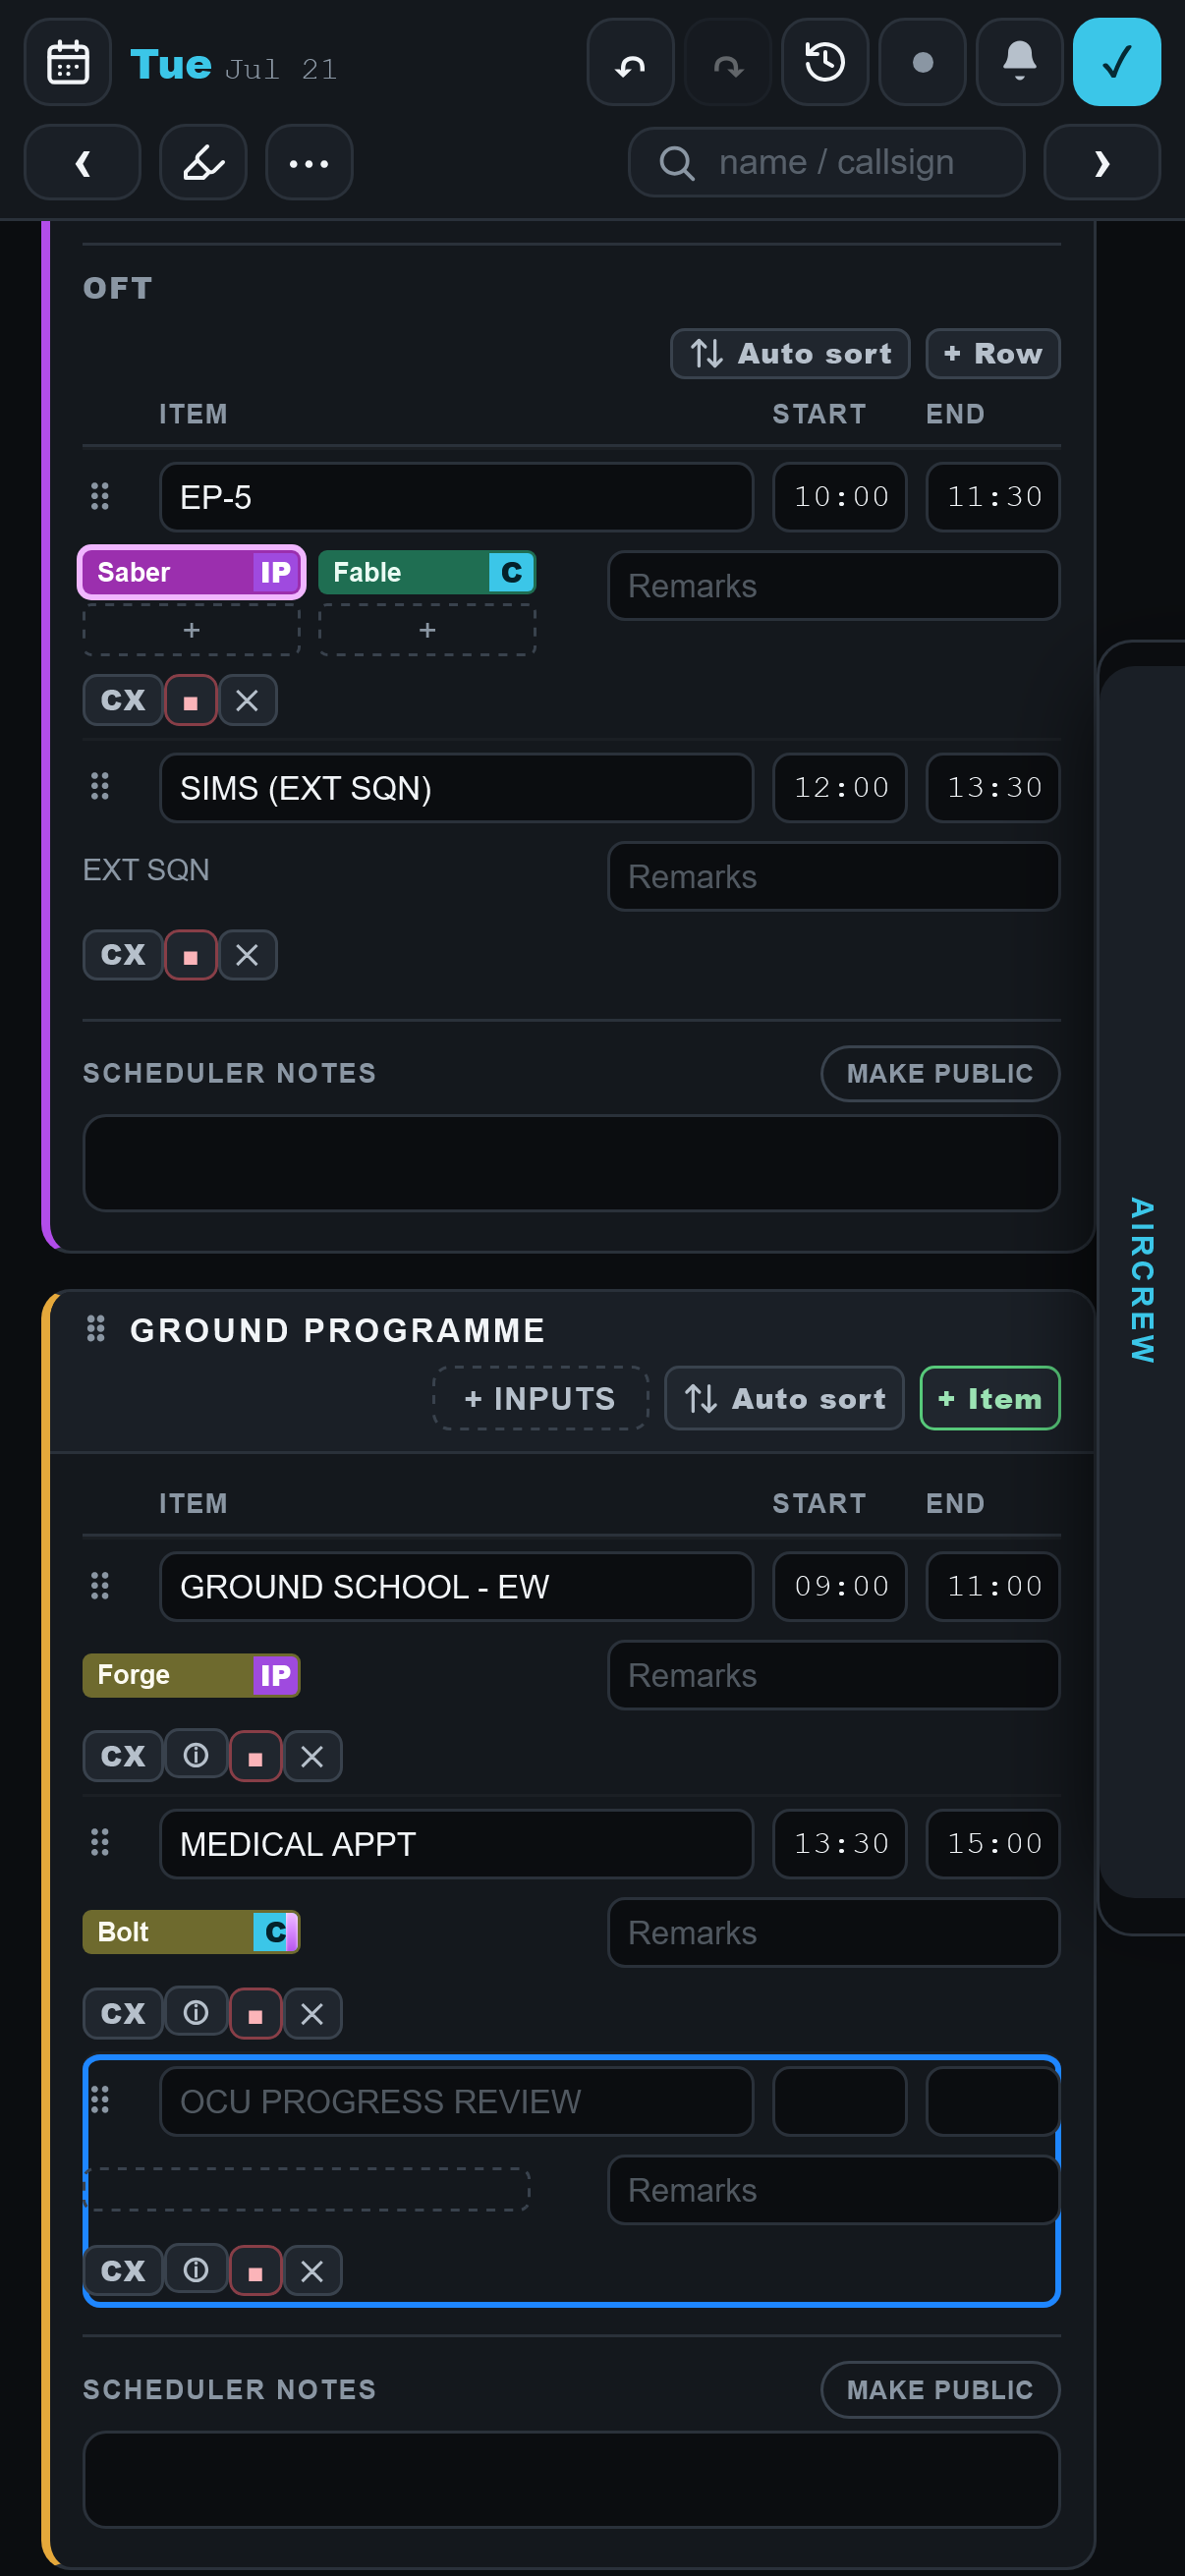 Tue Jul 21
name / callsign
OFT
Auto sort
+ Row
ITEM START END
EP-5 10:00 11:30
Saber IP Fable C Remarks
+ +
CX
SIMS (EXT SQN) 12:00 13:30
EXT SQN Remarks
CX
SCHEDULER NOTES MAKE PUBLIC
AIRCREW
GROUND PROGRAMME
+ INPUTS Auto sort + Item
ITEM START END
GROUND SCHOOL - EW 09:00 11:00
Forge IP Remarks
CX
MEDICAL APPT 13:30 15:00
Bolt C Remarks
CX
OCU PROGRESS REVIEW
Remarks
CX
SCHEDULER NOTES MAKE PUBLIC